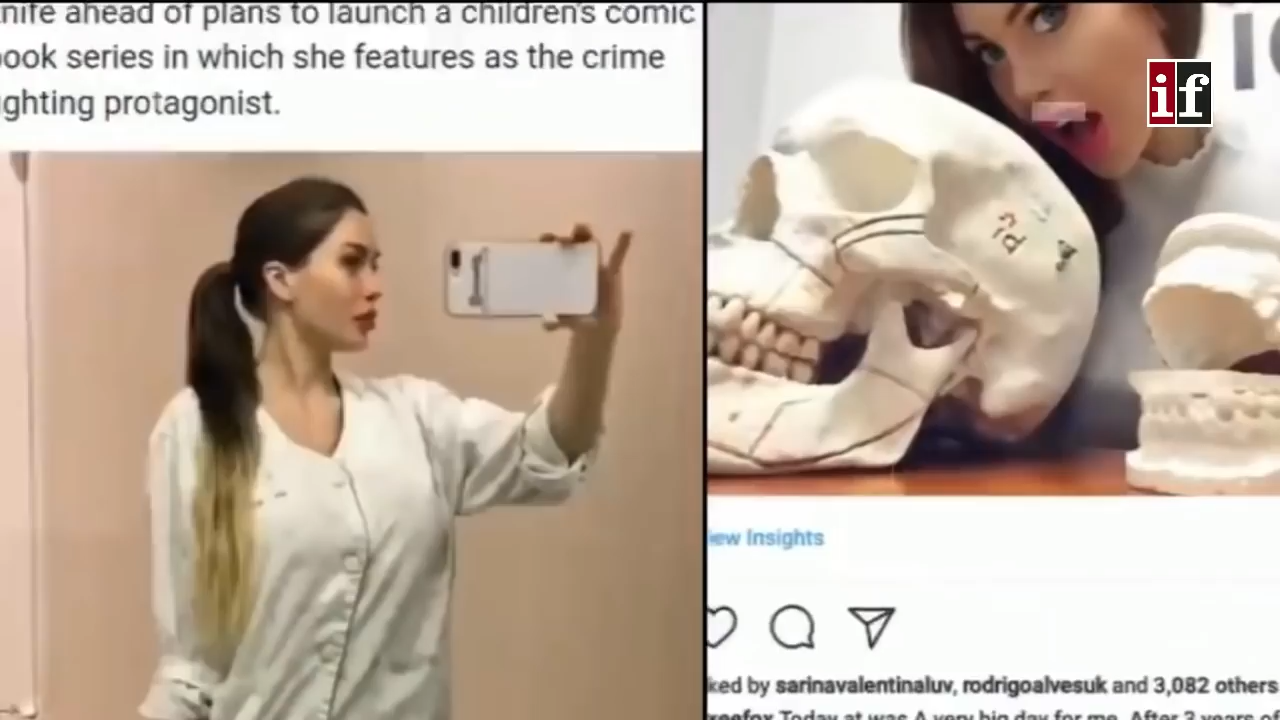 ahead of plans to launch a children's comic
series in which she features as the crime
protagonist.
if
Insights
by sarinavalentinaluv, rodrigoalvesuk and 3,082 others
Today at was A very big day for me. After 3 years of